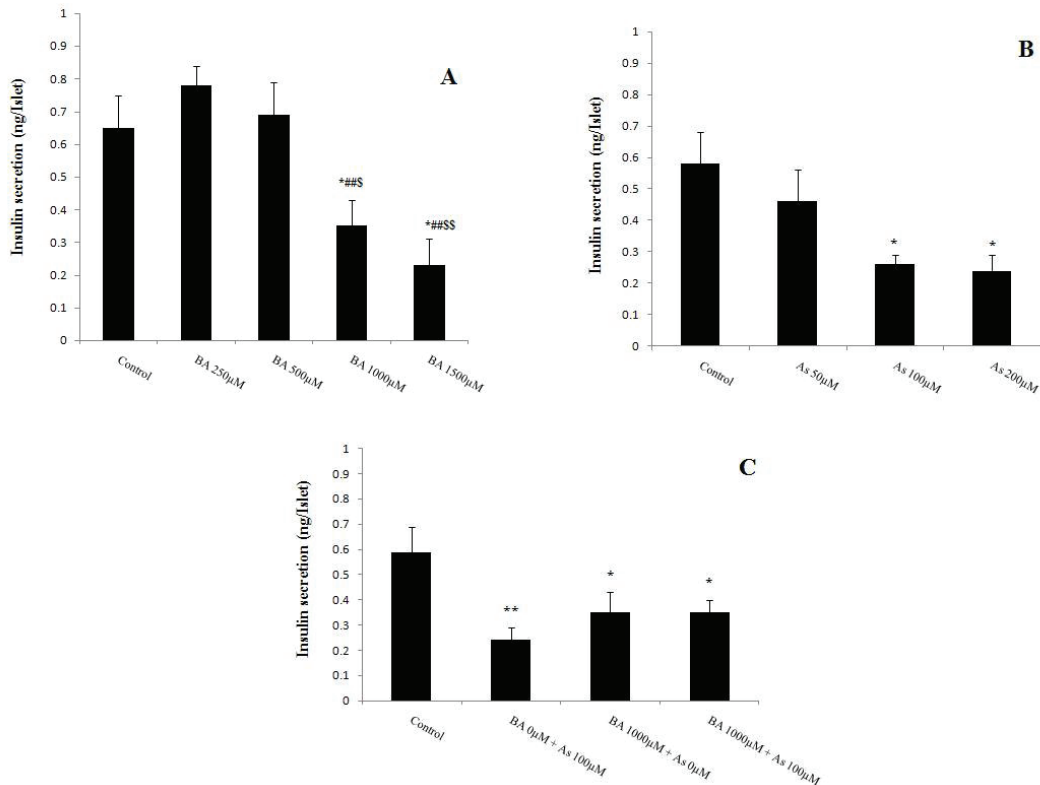 A
Insulin secretion (ng/Islet)
1
0.9
0.8
0.7
0.6
0.5
0.4
0.3
0.2
0.1
0
*##$
*##$$
Control
BA 250µM
BA 500µM
BA 1000µM
BA 1500µM
B
Insulin secretion (ng/Islet)
1
0.9
0.8
0.7
0.6
0.5
0.4
0.3
0.2
0.1
0
*
*
Control
As 50µM
As 100µM
As 200µM
C
Insulin secretion (ng/Islet)
1
0.9
0.8
0.7
0.6
0.5
0.4
0.3
0.2
0.1
0
**
*
*
Control
BA 0µM + As 100µM
BA 1000µM + As 0µM
BA 1000µM + As 100µM